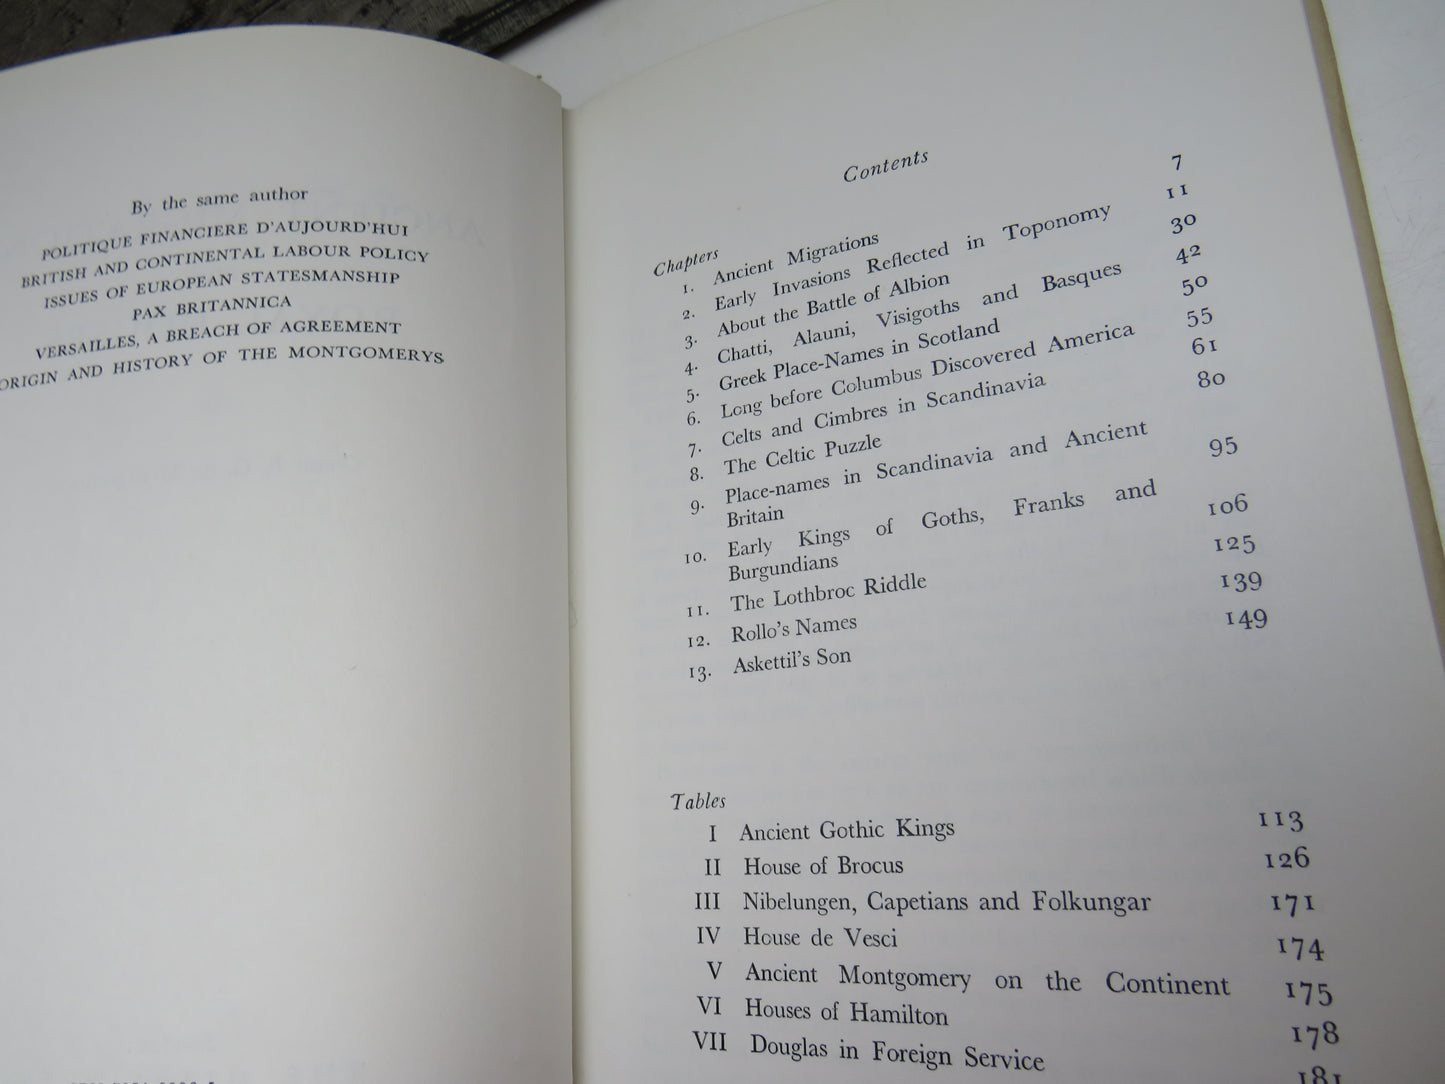 By the same author
POLITIQUE FINANCIERE D'AUJOURD'HUI
BRITISH AND CONTINENTAL LABOUR POLICY
ISSUES OF EUROPEAN STATESMANSHIP
PAX BRITANNICA
VERSAILLES, A BREACH OF AGREEMENT
ORIGIN AND HISTORY OF THE MONTGOMERYS
Contents
Chapters
1. Ancient Migrations 7
2. Early Invasions Reflected in Toponomy 11
3. About the Battle of Albion 30
4. Chatti, Alauni, Visigoths and Basques 42
5. Greek Place-Names in Scotland 50
6. Long before Columbus Discovered America 55
7. Celts and Cimbres in Scandinavia 61
8. The Celtic Puzzle 80
9. Place-names in Scandinavia and Ancient
Britain 95
10. Early Kings of Goths, Franks and
Burgundians 106
11. The Lothbroc Riddle 125
12. Rollo's Names 139
13. Askettil's Son 149
Tables
I Ancient Gothic Kings 113
II House of Brocus 126
III Nibelungen, Capetians and Folkungar 171
IV House de Vesci 174
V Ancient Montgomery on the Continent 175
VI Houses of Hamilton 178
VII Douglas in Foreign Service 181